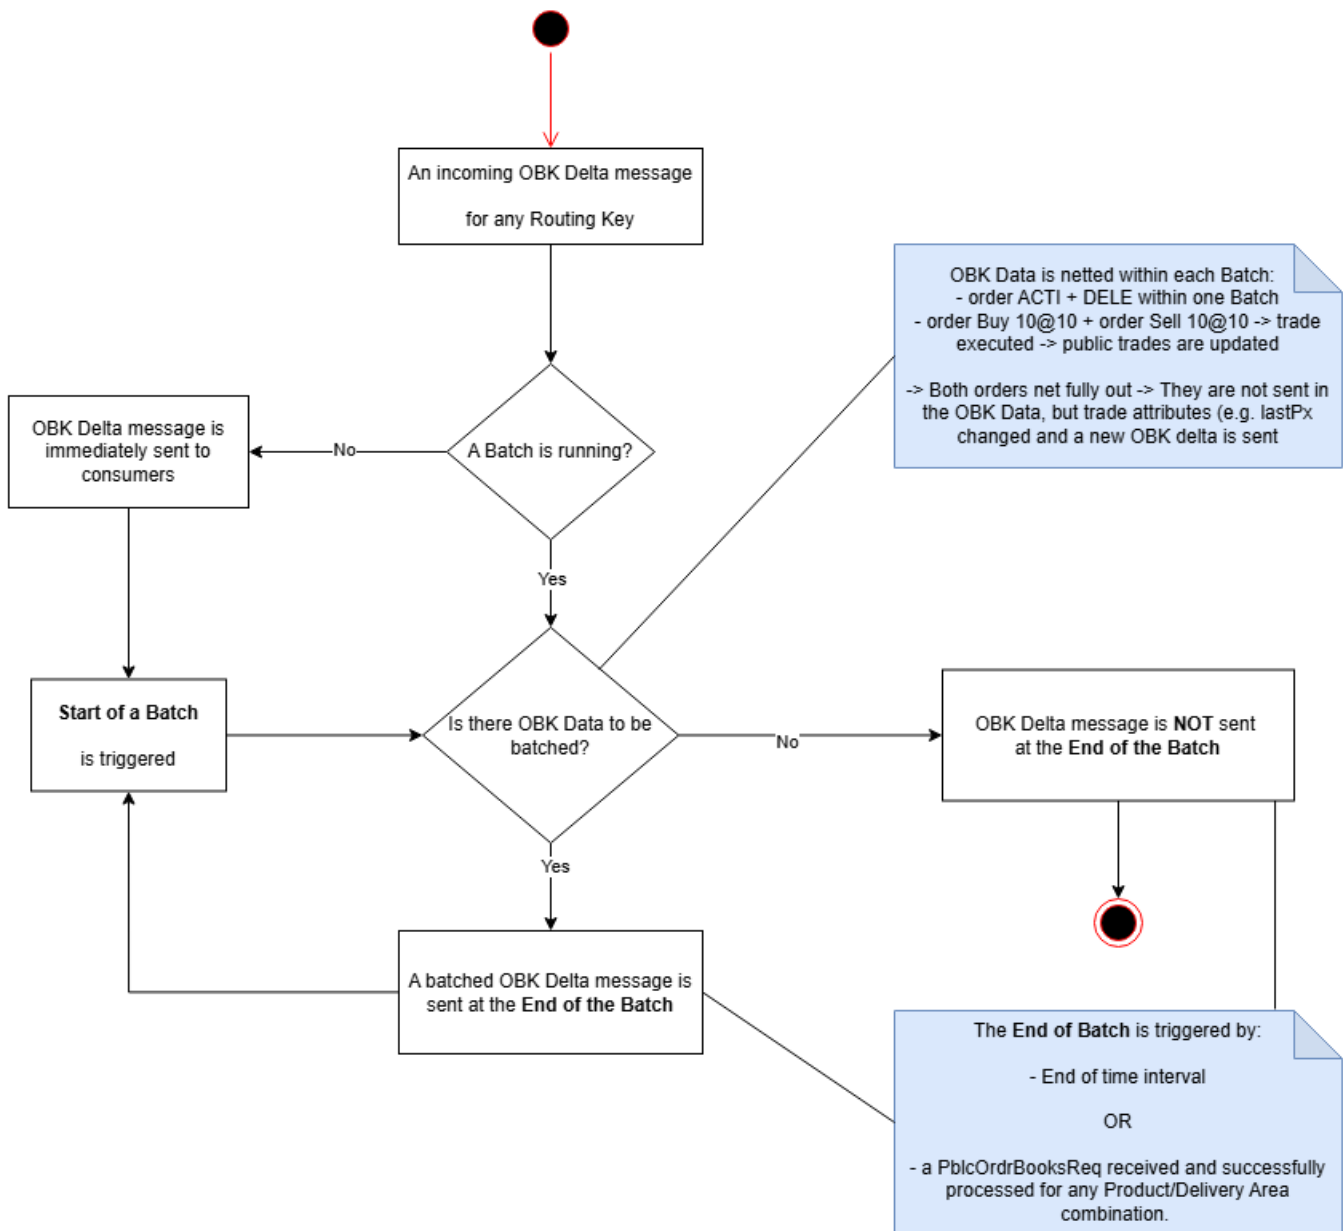 An incoming OBK Delta message
for any Routing Key
OBK Data is netted within each Batch:
- order ACTI + DELE within one Batch
- order Buy 10@10 + order Sell 10@10 -> trade
executed -> public trades are updated
-> Both orders net fully out -> They are not sent in
the OBK Data, but trade attributes (e.g. lastPx
changed and a new OBK delta is sent
OBK Delta message is
immediately sent to
consumers
No
A Batch is running?
Yes
Start of a Batch
is triggered
Is there OBK Data to be
batched?
No
OBK Delta message is NOT sent
at the End of the Batch
Yes
A batched OBK Delta message is
sent at the End of the Batch
The End of Batch is triggered by:
- End of time interval
OR
- a PblcOrdrBooksReq received and successfully
processed for any Product/Delivery Area
combination.